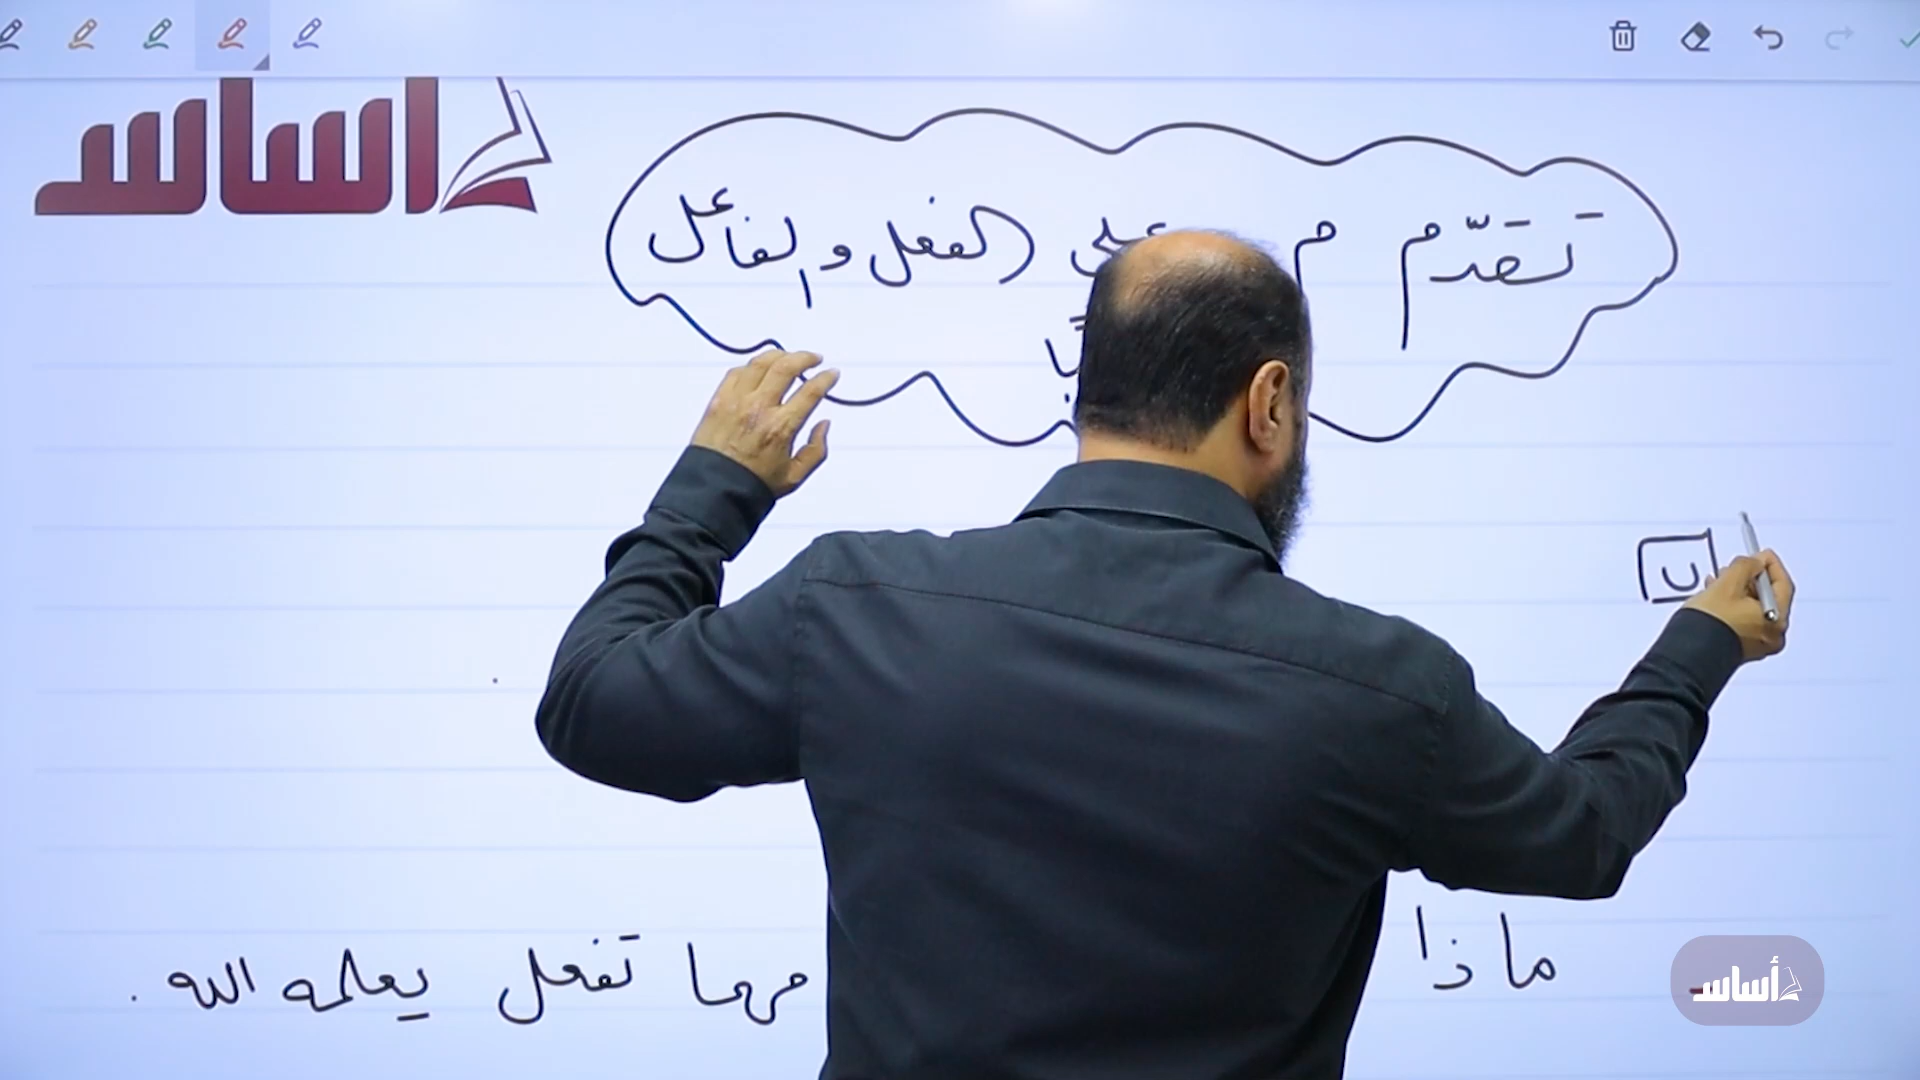 أساس
تقدّم م على الفعل والفاعل
ماذا
مهما تفعل يعلمه الله .
أساس